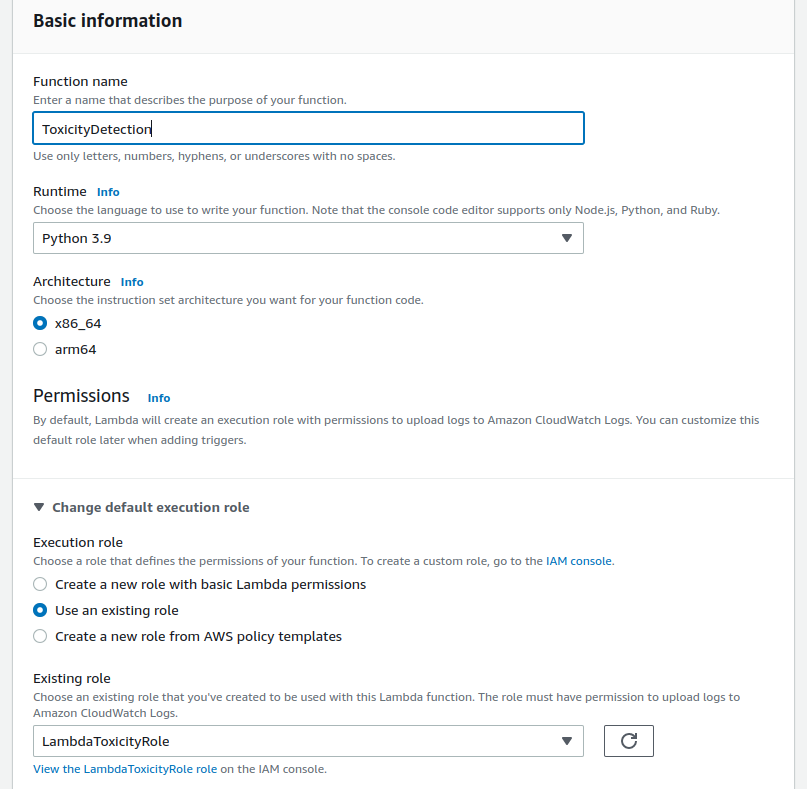 Basic information
Function name
Enter a name that describes the purpose of your function.
ToxicityDetection
Use only letters, numbers, hyphens, or underscores with no spaces.
Runtime Info
Choose the language to use to write your function. Note that the console code editor supports only Node.js, Python, and Ruby.
Python 3.9
Architecture Info
Choose the instruction set architecture you want for your function code.
x86_64
arm64
Permissions Info
By default, Lambda will create an execution role with permissions to upload logs to Amazon CloudWatch Logs. You can customize this
default role later when adding triggers.
Change default execution role
Execution role
Choose a role that defines the permissions of your function. To create a custom role, go to the IAM console.
Create a new role with basic Lambda permissions
Use an existing role
Create a new role from AWS policy templates
Existing role
Choose an existing role that you've created to be used with this Lambda function. The role must have permission to upload logs to
Amazon CloudWatch Logs.
LambdaToxicityRole
View the LambdaToxicityRole role on the IAM console.